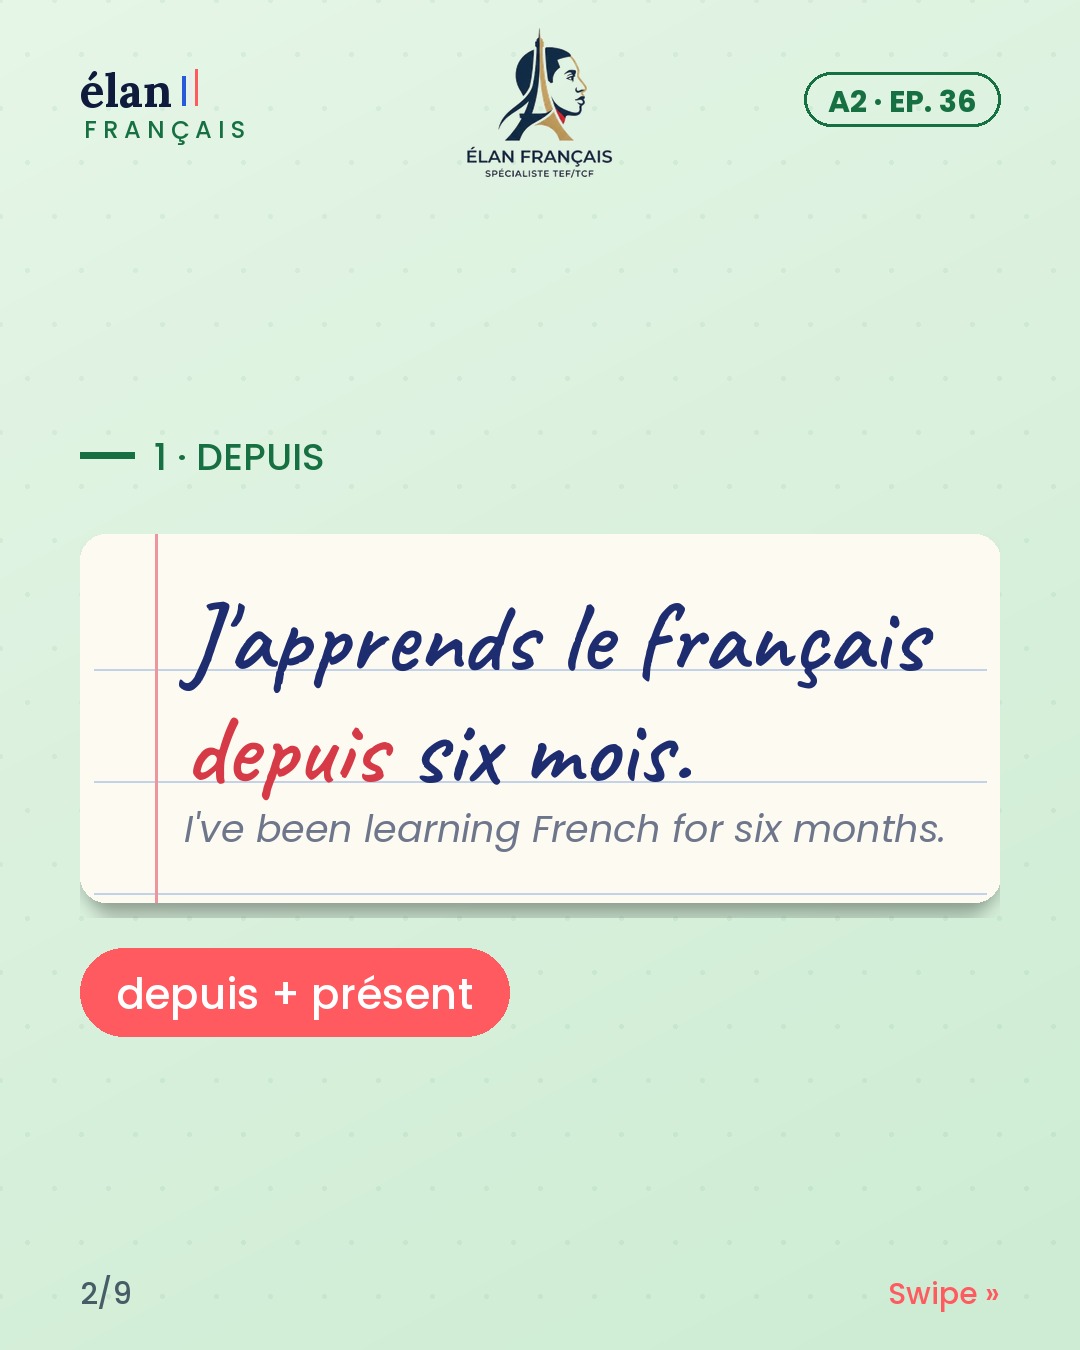 élan
FRANÇAIS
ÉLAN FRANÇAIS
SPÉCIALISTE TEF/TCF
A2 · EP. 36
1 · DEPUIS
J'apprends le français
depuis six mois.
I've been learning French for six months.
depuis + présent
2/9
Swipe »